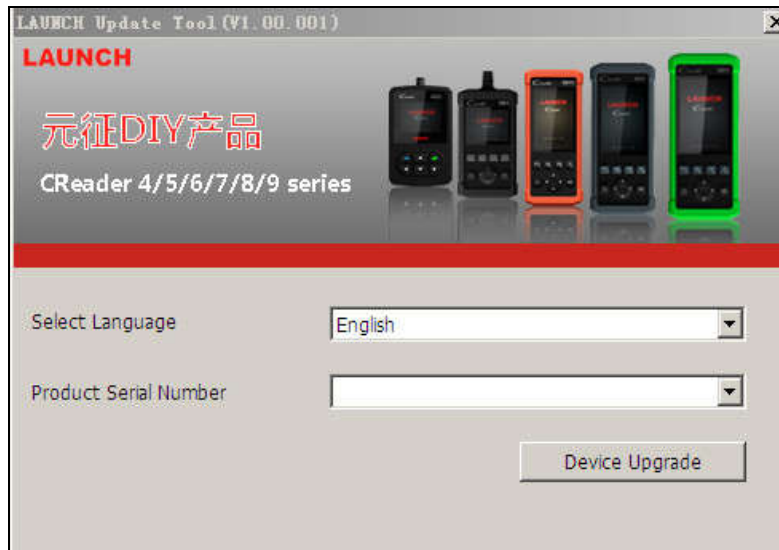 LAUNCH Update Tool(V1.00.001)
LAUNCH
元征DIY产品
CReader 4/5/6/7/8/9 series
Select Language
English
Product Serial Number
Device Upgrade